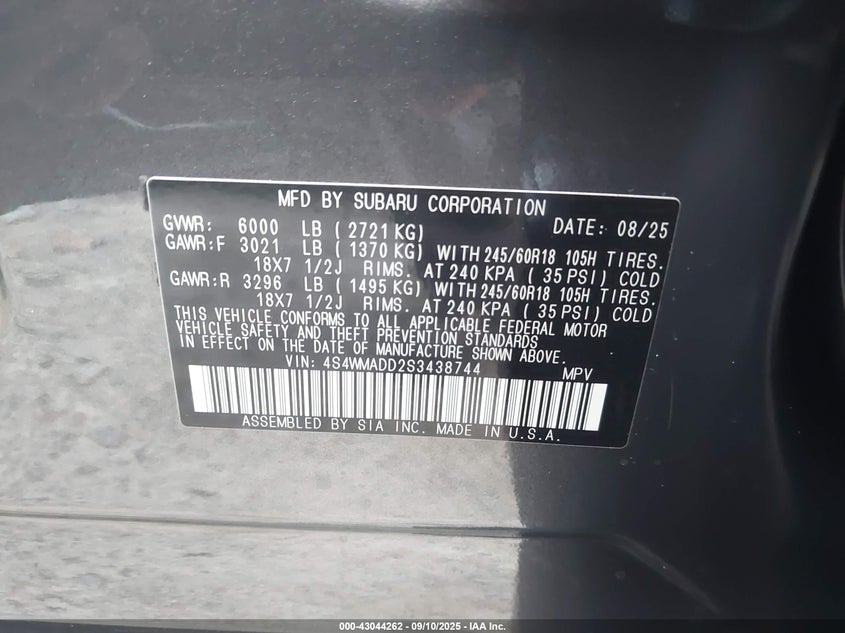 MFD BY SUBARU CORPORATION DATE: 08/25
GVWR: 6000 LB ( 2721 KG)
GAWR:F 3021 LB ( 1370 KG) WITH 245/60R18 105H TIRES.
18X7 1/2J RIMS. AT 240 KPA ( 35 PSI) COLD
GAWR:R 3296 LB ( 1495 KG) WITH 245/60R18 105H TIRES.
18X7 1/2J RIMS. AT 240 KPA ( 35 PSI) COLD
THIS VEHICLE CONFORMS TO ALL APPLICABLE FEDERAL MOTOR
VEHICLE SAFETY AND THEFT PREVENTION STANDARDS
IN EFFECT ON THE DATE OF MANUFACTURE SHOWN ABOVE.
VIN: 4S4WMADD2S3438744 MPV
ASSEMBLED BY SIA INC. MADE IN U.S.A.
000-43044262 - 09/10/2025 - IAA Inc.